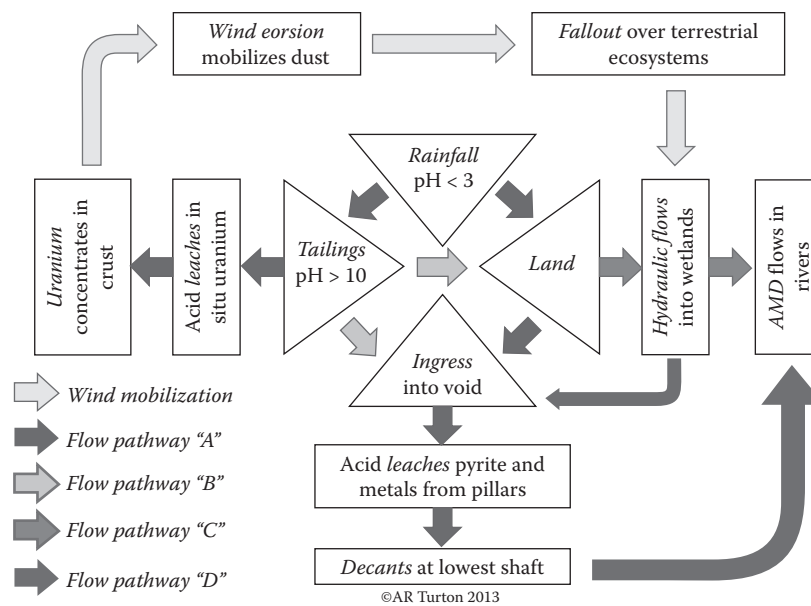 Wind eorsion
mobilizes dust
Fallout over terrestrial
ecosystems
Rainfall
pH < 3
Uranium
concentrates in
crust
Acid leaches in
situ uranium
Tailings
pH > 10
Land
Hydraulic flows
into wetlands
AMD flows in
rivers
Ingress
into void
Wind mobilization
Flow pathway “A”
Flow pathway “B”
Flow pathway “C”
Flow pathway “D”
Acid leaches pyrite and
metals from pillars
Decants at lowest shaft
©AR Turton 2013